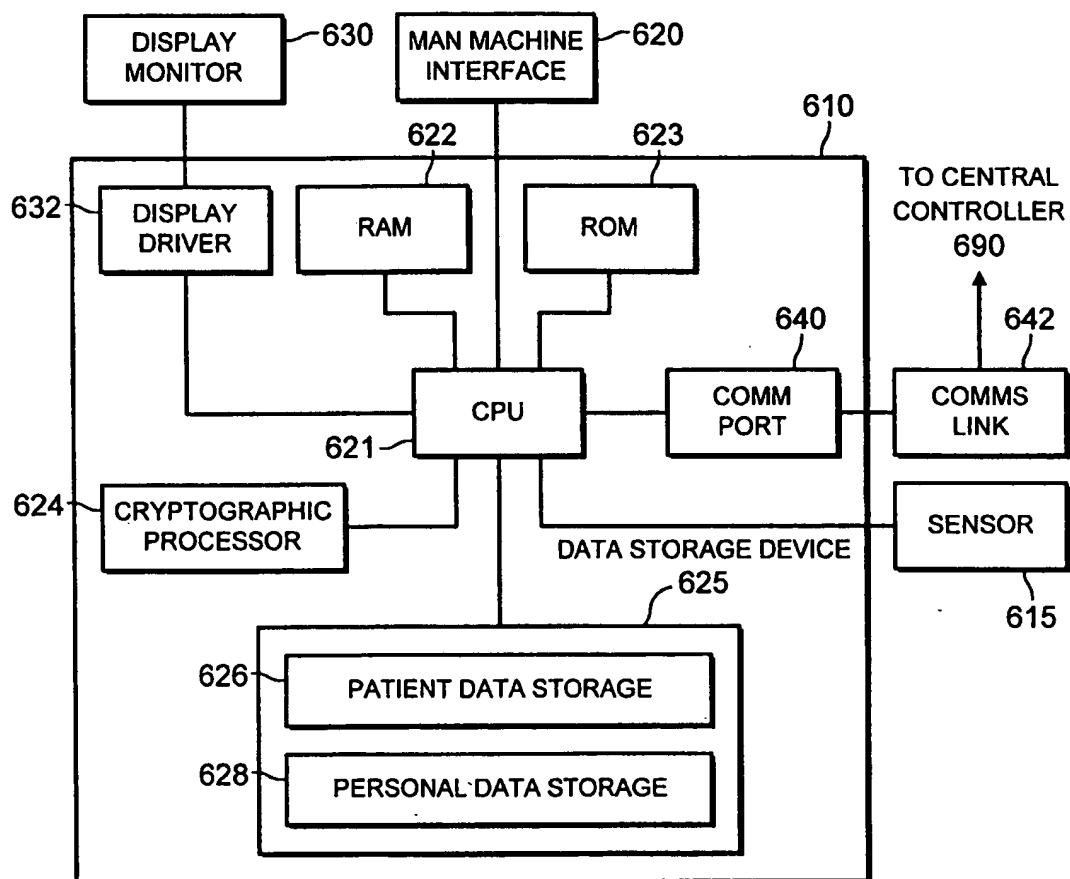 DISPLAY
MONITOR
630
MAN MACHINE
INTERFACE
620
610
622
623
632
DISPLAY
DRIVER
RAM
ROM
TO CENTRAL
CONTROLLER
690
640
642
CPU
621
COMM
PORT
COMMS
LINK
624
CRYPTOGRAPHIC
PROCESSOR
SENSOR
615
DATA STORAGE DEVICE
625
626
PATIENT DATA STORAGE
628
PERSONAL DATA STORAGE